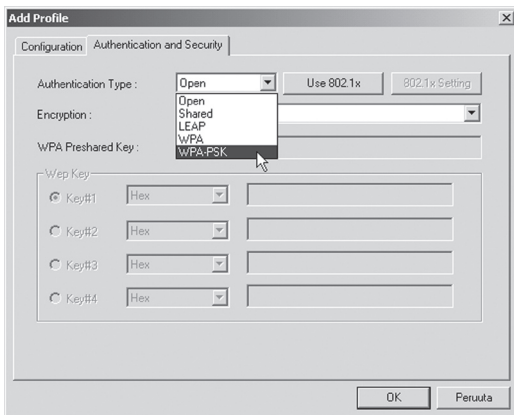 Add Profile
Configuration
Authentication and Security
Authentication Type :
Open
Use 802.1x
802.1x Setting
Open
Shared
LEAP
WPA
WPA-PSK
Encryption :
WPA Preshared Key :
Wep Key
Key#1
Hex
Key#2
Hex
Key#3
Hex
Key#4
Hex
OK
Peruuta